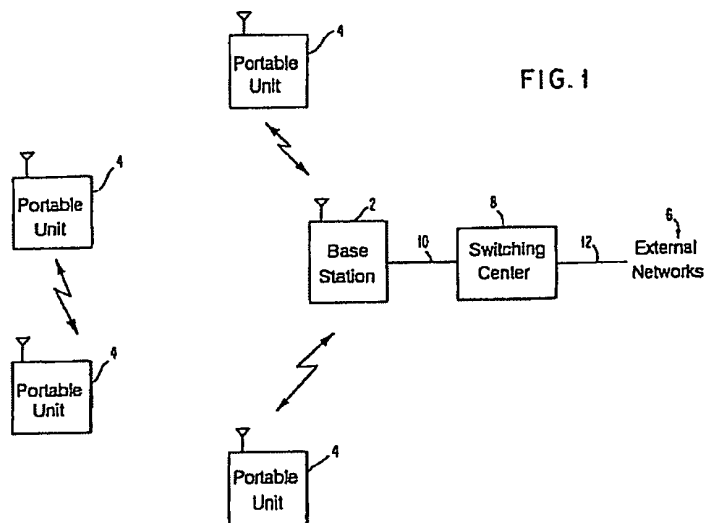 4
Portable
Unit
FIG. 1
4
Portable
Unit
2
Base
Station
10
8
Switching
Center
12
6
External
Networks
4
Portable
Unit
4
Portable
Unit